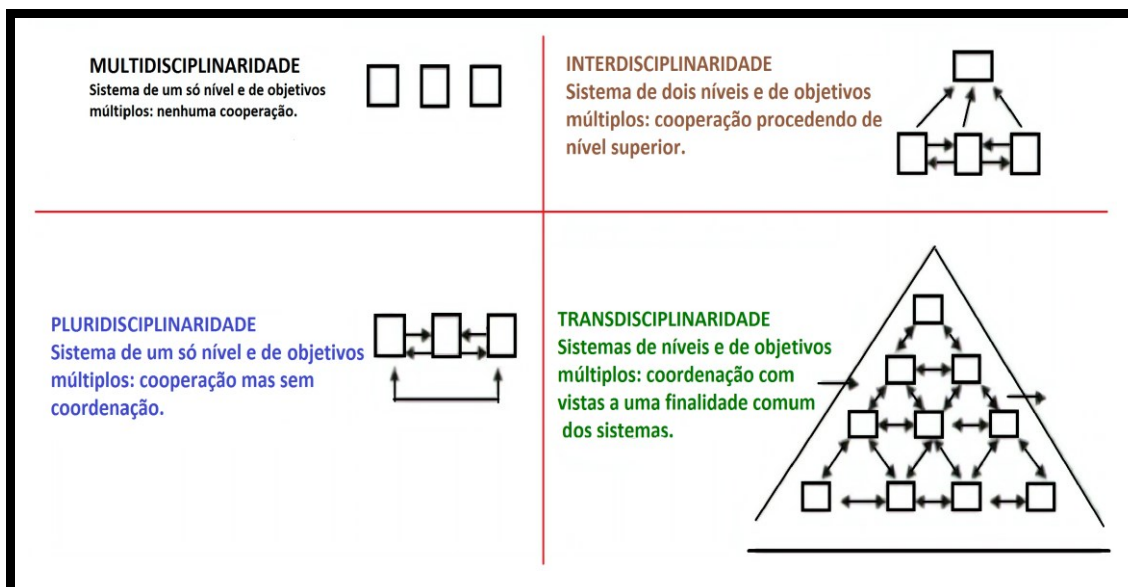 MULTIDISCIPLINARIDADE
Sistema de um só nível e de objetivos
múltiplos: nenhuma cooperação.
INTERDISCIPLINARIDADE
Sistema de dois níveis e de objetivos
múltiplos: cooperação procedendo de
nível superior.
PLURIDISCIPLINARIDADE
Sistema de um só nível e de objetivos
múltiplos: cooperação mas sem
coordenação.
TRANSDISCIPLINARIDADE
Sistemas de níveis e de objetivos
múltiplos: coordenação com
vistas a uma finalidade comum
dos sistemas.